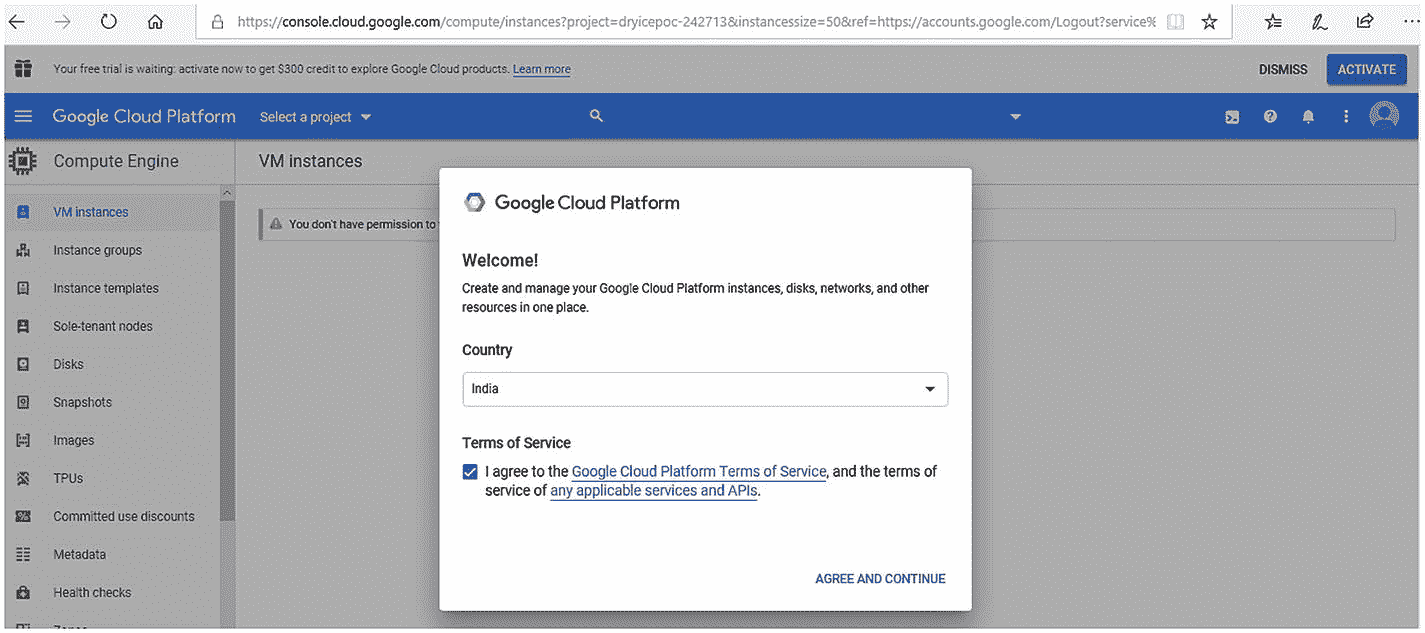 https://console.cloud.google.com/compute/instances?project=dryicepoc-242713&instancessize=50&ref=https://accounts.google.com/Logout?service%
Your free trial is waiting: activate now to get $300 credit to explore Google Cloud products. Learn more
DISMISS
ACTIVATE
Google Cloud Platform
Select a project
Compute Engine
VM instances
VM instances
You don't have permission to
Instance groups
Instance templates
Sole-tenant nodes
Disks
Snapshots
Images
TPUs
Committed use discounts
Metadata
Health checks
Google Cloud Platform
Welcome!
Create and manage your Google Cloud Platform instances, disks, networks, and other
resources in one place.
Country
India
Terms of Service
I agree to the Google Cloud Platform Terms of Service, and the terms of
service of any applicable services and APIs.
AGREE AND CONTINUE